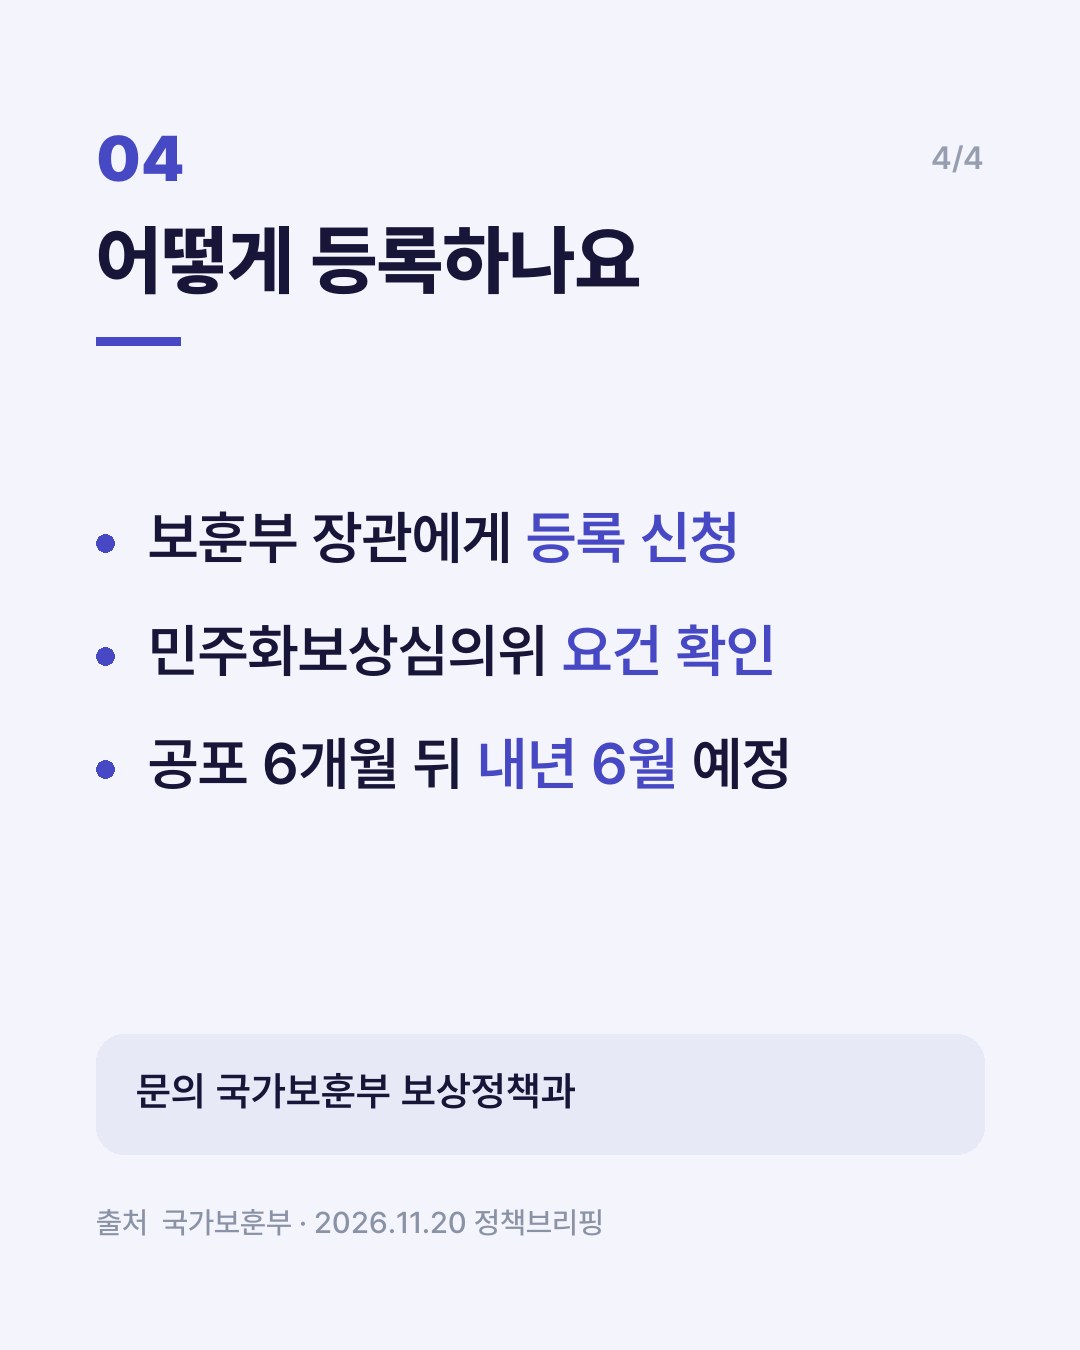 04
4/4
어떻게 등록하나요
보훈부 장관에게 등록 신청
민주화보상심의위 요건 확인
공포 6개월 뒤 내년 6월 예정
문의 국가보훈부 보상정책과
출처 국가보훈부 · 2026.11.20 정책브리핑